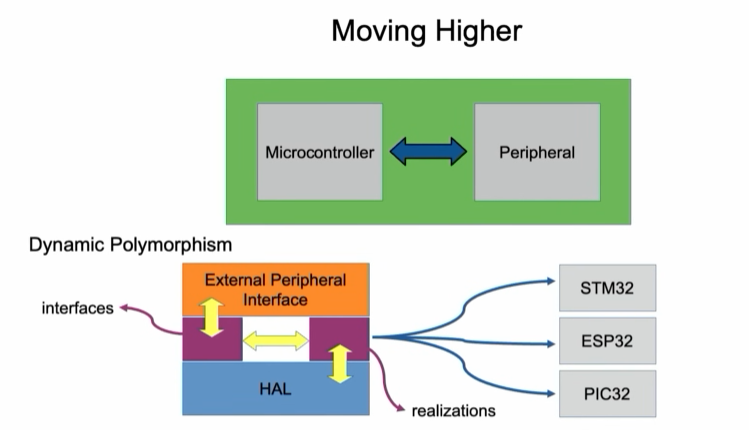 Moving Higher
Microcontroller
Peripheral
Dynamic Polymorphism
External Peripheral
Interface
interfaces
STM32
ESP32
HAL
PIC32
realizations